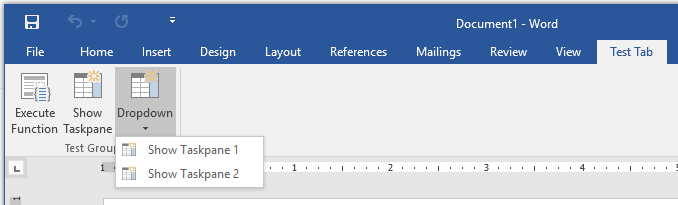 Document1 - Word
File Home Insert Design Layout References Mailings Review View Test Tab
Execute Function
Show Taskpane
Dropdown
Test Group
Show Taskpane 1
Show Taskpane 2
1 1 2 3 4 5